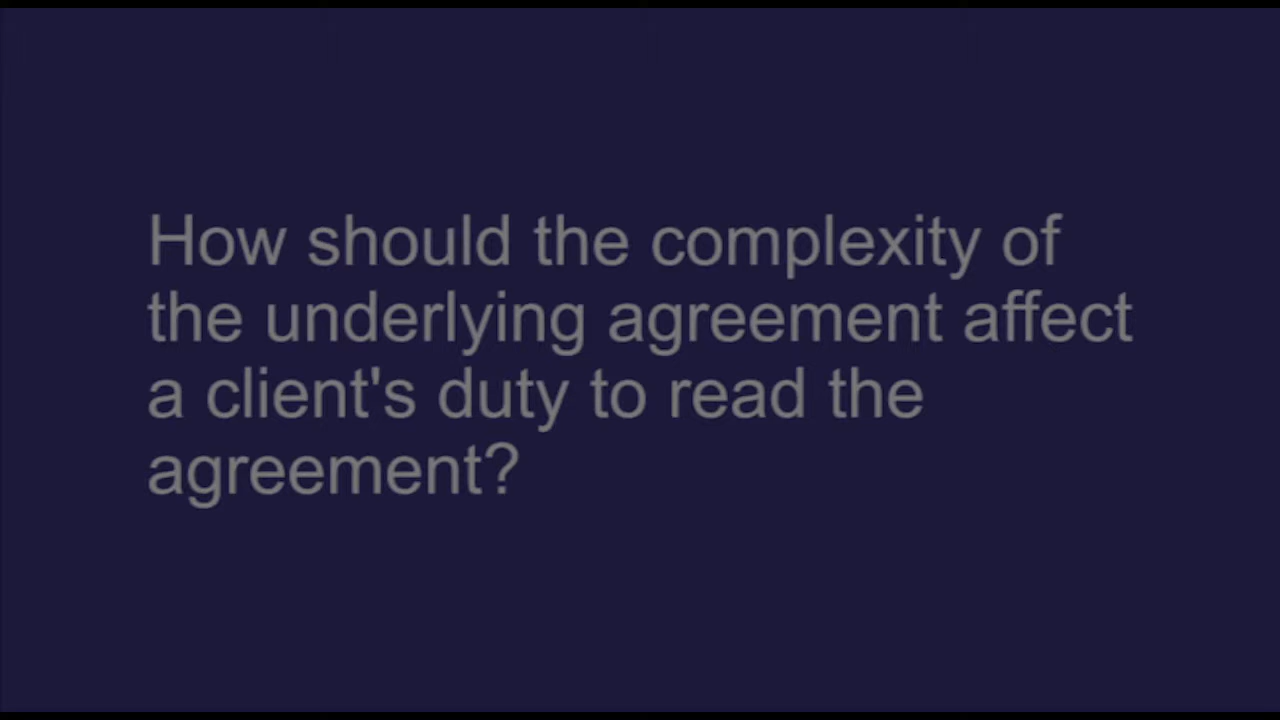 How should the complexity of
the underlying agreement affect
a client's duty to read the
agreement?